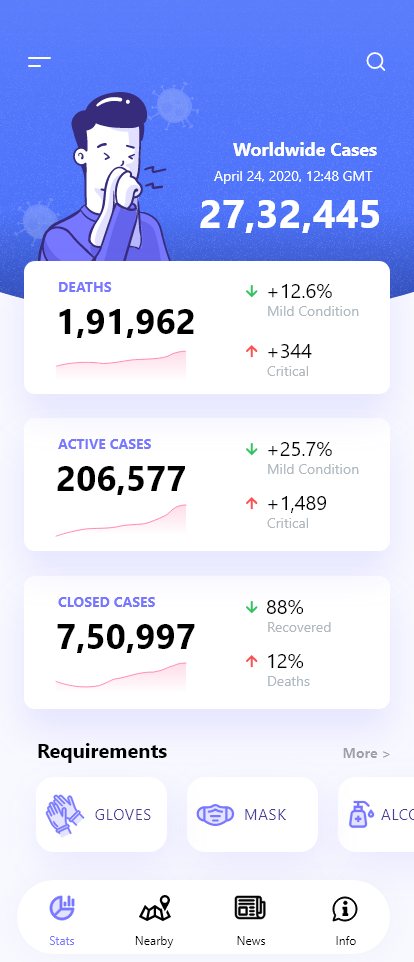 Worldwide Cases
April 24, 2020, 12:48 GMT
27,32,445
DEATHS
1,91,962
+12.6%
Mild Condition
+344
Critical
ACTIVE CASES
206,577
+25.7%
Mild Condition
+1,489
Critical
CLOSED CASES
7,50,997
88%
Recovered
12%
Deaths
Requirements
More >
GLOVES
MASK
ALCO
Stats
Nearby
News
Info